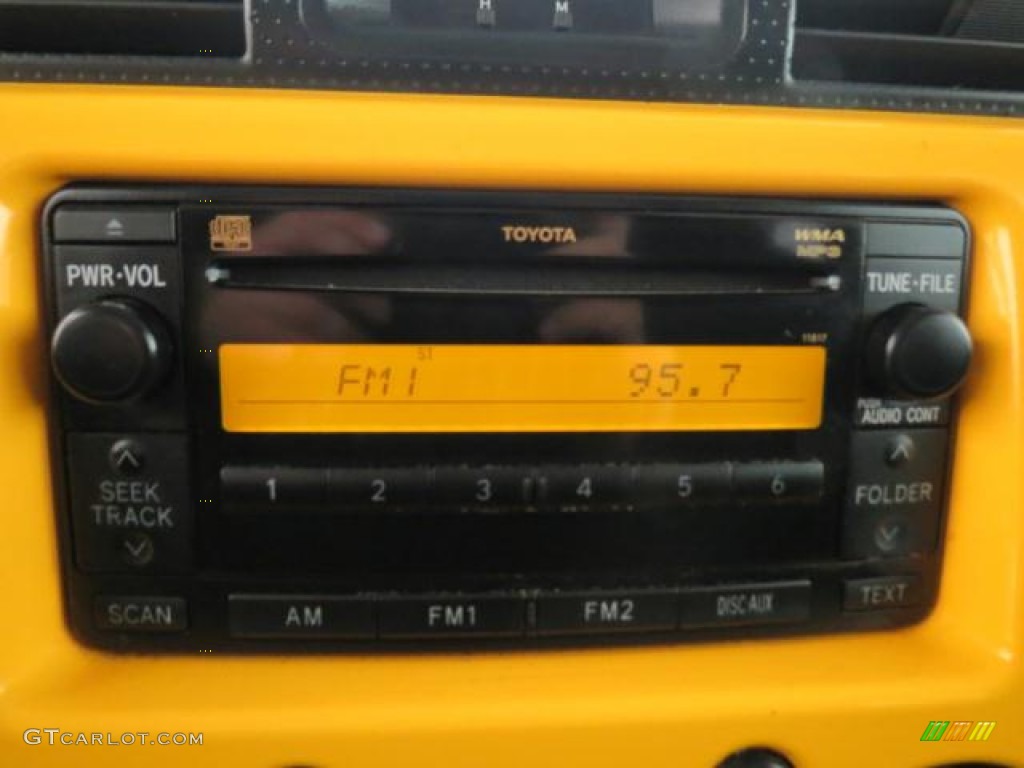 H M
TOYOTA
WMA
MP3
PWR·VOL
TUNE·FILE
11817
ST
FM1 95.7
AUDIO CONT
1 2 3 4 5 6
SEEK
TRACK
FOLDER
SCAN
AM FM1 FM2 DISC·AUX
TEXT
GTCARLOT.COM